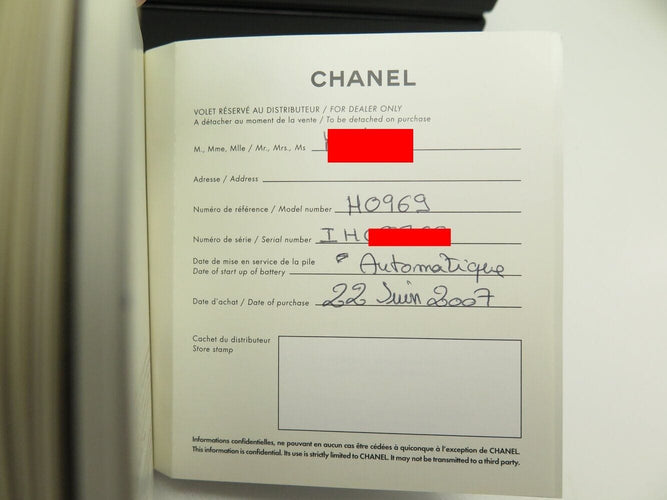 CHANEL
VOLET RÉSERVÉ AU DISTRIBUTEUR / FOR DEALER ONLY
A détacher au moment de la vente / To be detached on purchase
M., Mme, Mlle / Mr., Mrs., Ms
Adresse / Address
Numéro de référence / Model number H0969
Numéro de série / Serial number IH
Date de mise en service de la pile
Date of start up of battery Automatique
Date d'achat / Date of purchase 22 Juin 2007
Cachet du distributeur
Store stamp
Informations confidentielles, ne pouvant en aucun cas être cédées à quiconque à l'exception de CHANEL.
This information is confidential. Its use is strictly limited to CHANEL. It may not be transmitted to a third party.